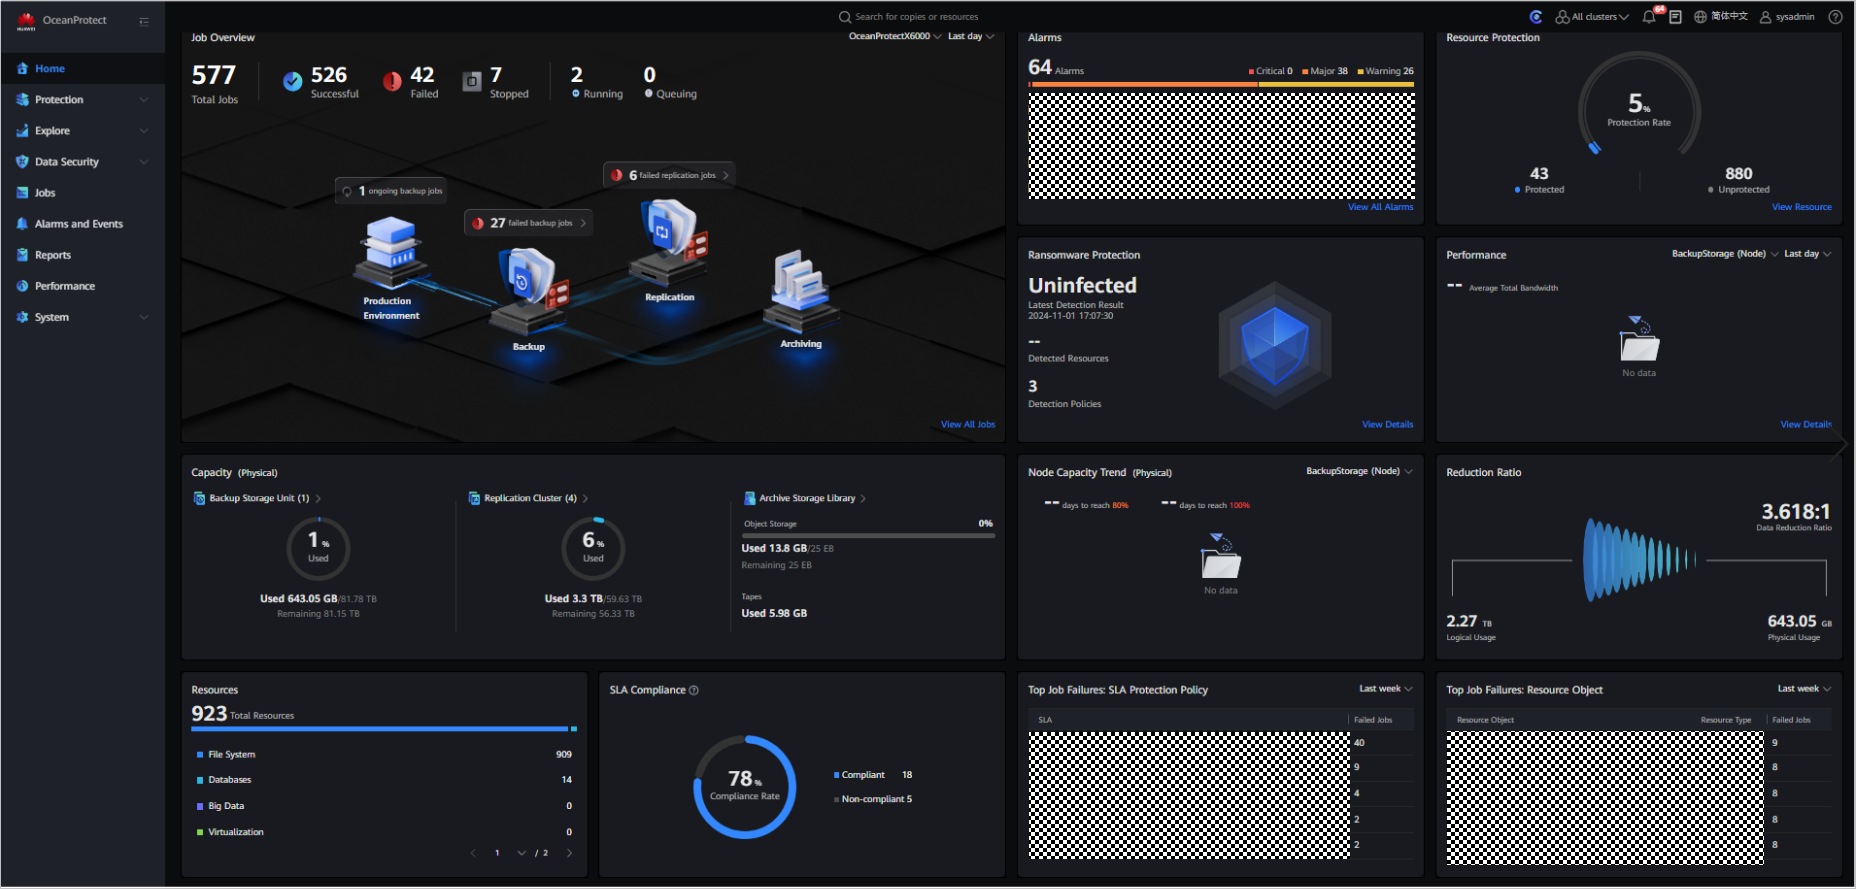 HUAWEI
OceanProtect
Search for copies or resources
All clusters
64
简体中文
sysadmin
Home
Protection
Explore
Data Security
Jobs
Alarms and Events
Reports
Performance
System
Job Overview
OceanProtectX6000
Last day
577
Total Jobs
526
Successful
42
Failed
7
Stopped
2
Running
0
Queuing
1 ongoing backup jobs
27 failed backup jobs
6 failed replication jobs
Production
Environment
Backup
Replication
Archiving
View All Jobs
Alarms
64 Alarms
Critical 0
Major 38
Warning 26
View All Alarms
Resource Protection
5%
Protection Rate
43
Protected
880
Unprotected
View Resource
Ransomware Protection
Uninfected
Latest Detection Result
2024-11-01 17:07:30
--
Detected Resources
3
Detection Policies
View Details
Performance
BackupStorage (Node)
Last day
-- Average Total Bandwidth
No data
View Details
Capacity (Physical)
Backup Storage Unit (1)
1%
Used
Used 643.05 GB/81.78 TB
Remaining 81.15 TB
Replication Cluster (4)
6%
Used
Used 3.3 TB/59.63 TB
Remaining 56.33 TB
Archive Storage Library
Object Storage
0%
Used 13.8 GB/25 EB
Remaining 25 EB
Tapes
Used 5.98 GB
Node Capacity Trend (Physical)
BackupStorage (Node)
-- days to reach 80%
-- days to reach 100%
No data
Reduction Ratio
3.618:1
Data Reduction Ratio
2.27 TB
Logical Usage
643.05 GB
Physical Usage
Resources
923 Total Resources
File System 909
Databases 14
Big Data 0
Virtualization 0
1 / 2
SLA Compliance
78%
Compliance Rate
Compliant 18
Non-compliant 5
Top Job Failures: SLA Protection Policy
Last week
SLA
Failed Jobs
40
9
4
2
2
Top Job Failures: Resource Object
Last week
Resource Object
Resource Type
Failed Jobs
9
8
8
8
8